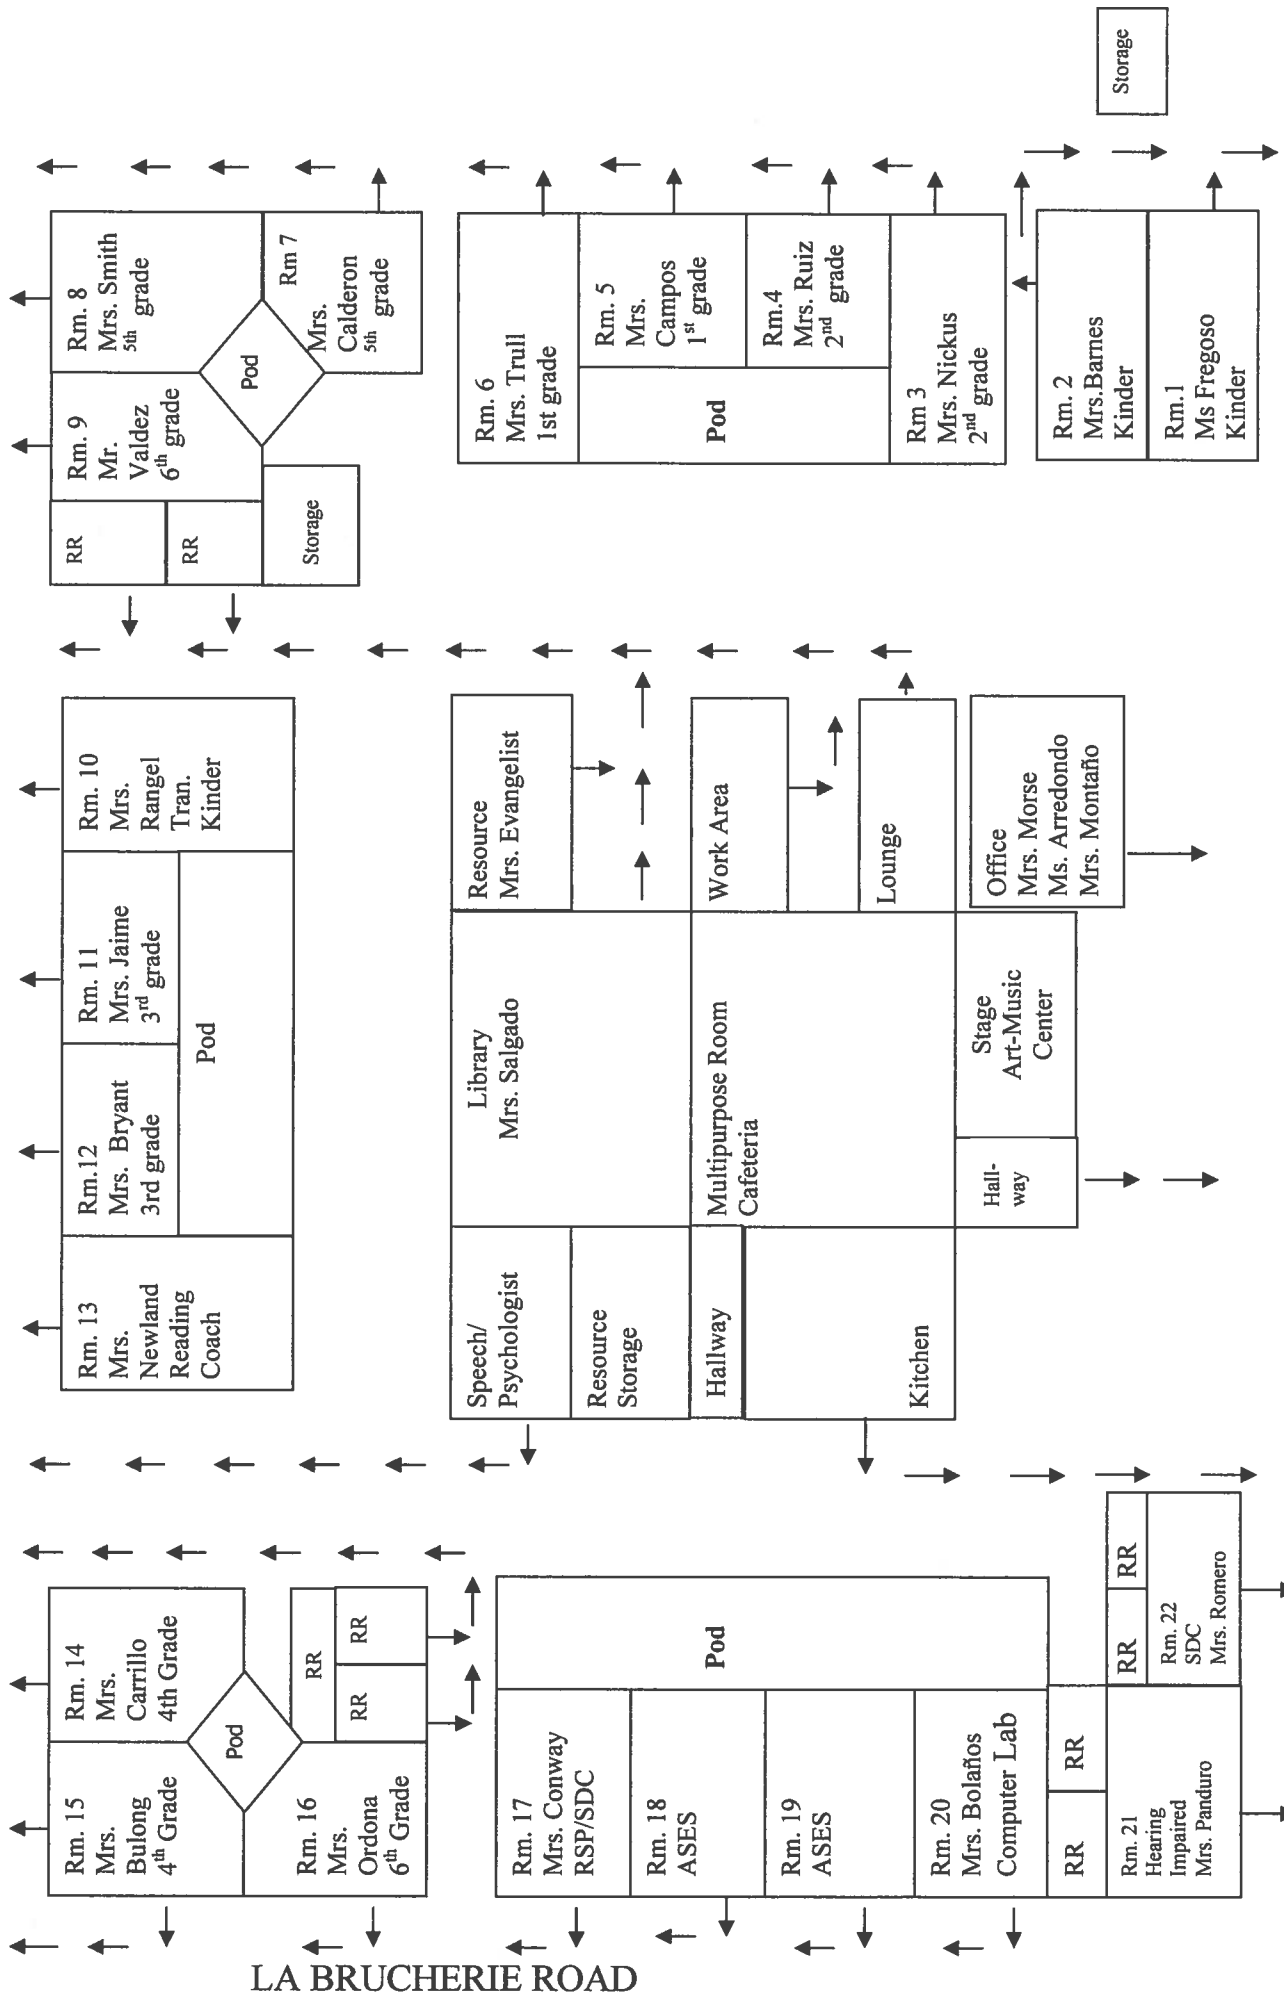 Storage
Rm. 8
Mrs. Smith
5th grade
Rm 7
Mrs.
Calderon
5th grade
Rm. 9
Mr.
Valdez
6th grade
Pod
RR
RR
Storage
Rm. 6
Mrs. Trull
1st grade
Rm. 5
Mrs.
Campos
1st grade
Rm.4
Mrs. Ruiz
2nd grade
Pod
Rm 3
Mrs. Nickus
2nd grade
Rm. 2
Mrs.Barnes
Kinder
Rm.1
Ms Fregoso
Kinder
Rm. 10
Mrs.
Rangel
Tran.
Kinder
Rm. 11
Mrs. Jaime
3rd grade
Rm.12
Mrs. Bryant
3rd grade
Pod
Rm. 13
Mrs.
Newland
Reading
Coach
Resource
Mrs. Evangelist
Library
Mrs. Salgado
Speech/
Psychologist
Resource
Storage
Work Area
Multipurpose Room
Cafeteria
Hallway
Lounge
Kitchen
Office
Mrs. Morse
Ms. Arredondo
Mrs. Montaño
Stage
Art-Music
Center
Hall-
way
Rm. 14
Mrs.
Carrillo
4th Grade
Rm. 15
Mrs.
Bulong
4th Grade
Pod
RR
RR
RR
Rm. 16
Mrs.
Ordona
6th Grade
Pod
Rm. 17
Mrs. Conway
RSP/SDC
Rm. 18
ASES
Rm. 19
ASES
Rm. 20
Mrs. Bolaños
Computer Lab
RR
RR
RR
RR
Rm. 22
SDC
Mrs. Romero
Rm. 21
Hearing
Impaired
Mrs. Panduro
LA BRUCHERIE ROAD